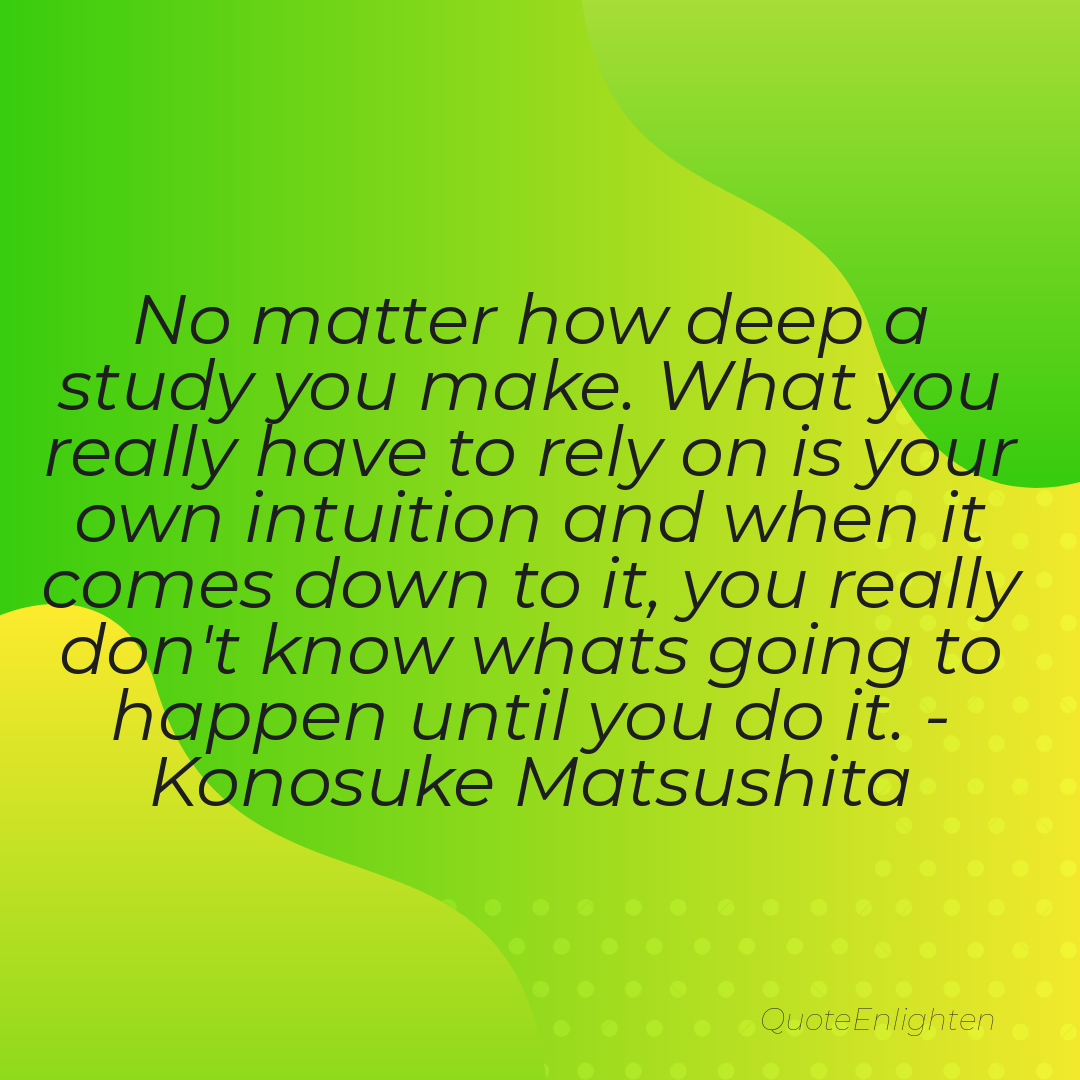 No matter how deep a
study you make. What you
really have to rely on is your
own intuition and when it
comes down to it, you really
don't know whats going to
happen until you do it. -
Konosuke Matsushita
QuoteEnlighten